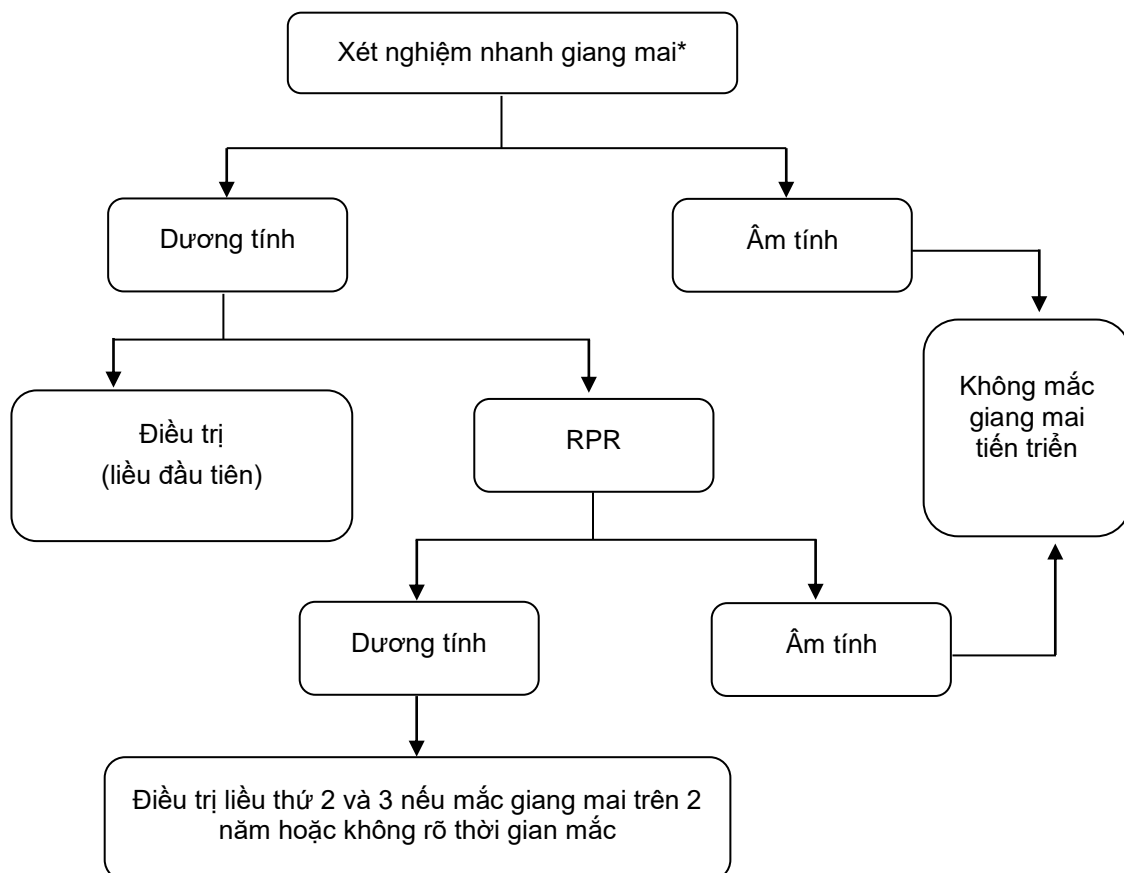 Xét nghiệm nhanh giang mai*
Dương tính
Âm tính
Điều trị
(liều đầu tiên)
RPR
Không mắc
giang mai
tiến triển
Dương tính
Âm tính
Điều trị liều thứ 2 và 3 nếu mắc giang mai trên 2
năm hoặc không rõ thời gian mắc